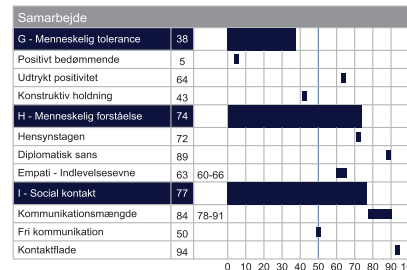 Samarbejde
G - Menneskelig tolerance 38
Positivt bedømmende 5
Udtrykt positivitet 64
Konstruktiv holdning 43
H - Menneskelig forståelse 74
Hensynstagen 72
Diplomatisk sans 89
Empati - Indlevelsesevne 63 60-66
I - Social kontakt 77
Kommunikationsmængde 84 78-91
Fri kommunikation 50
Kontaktflade 94
0 10 20 30 40 50 60 70 80 90